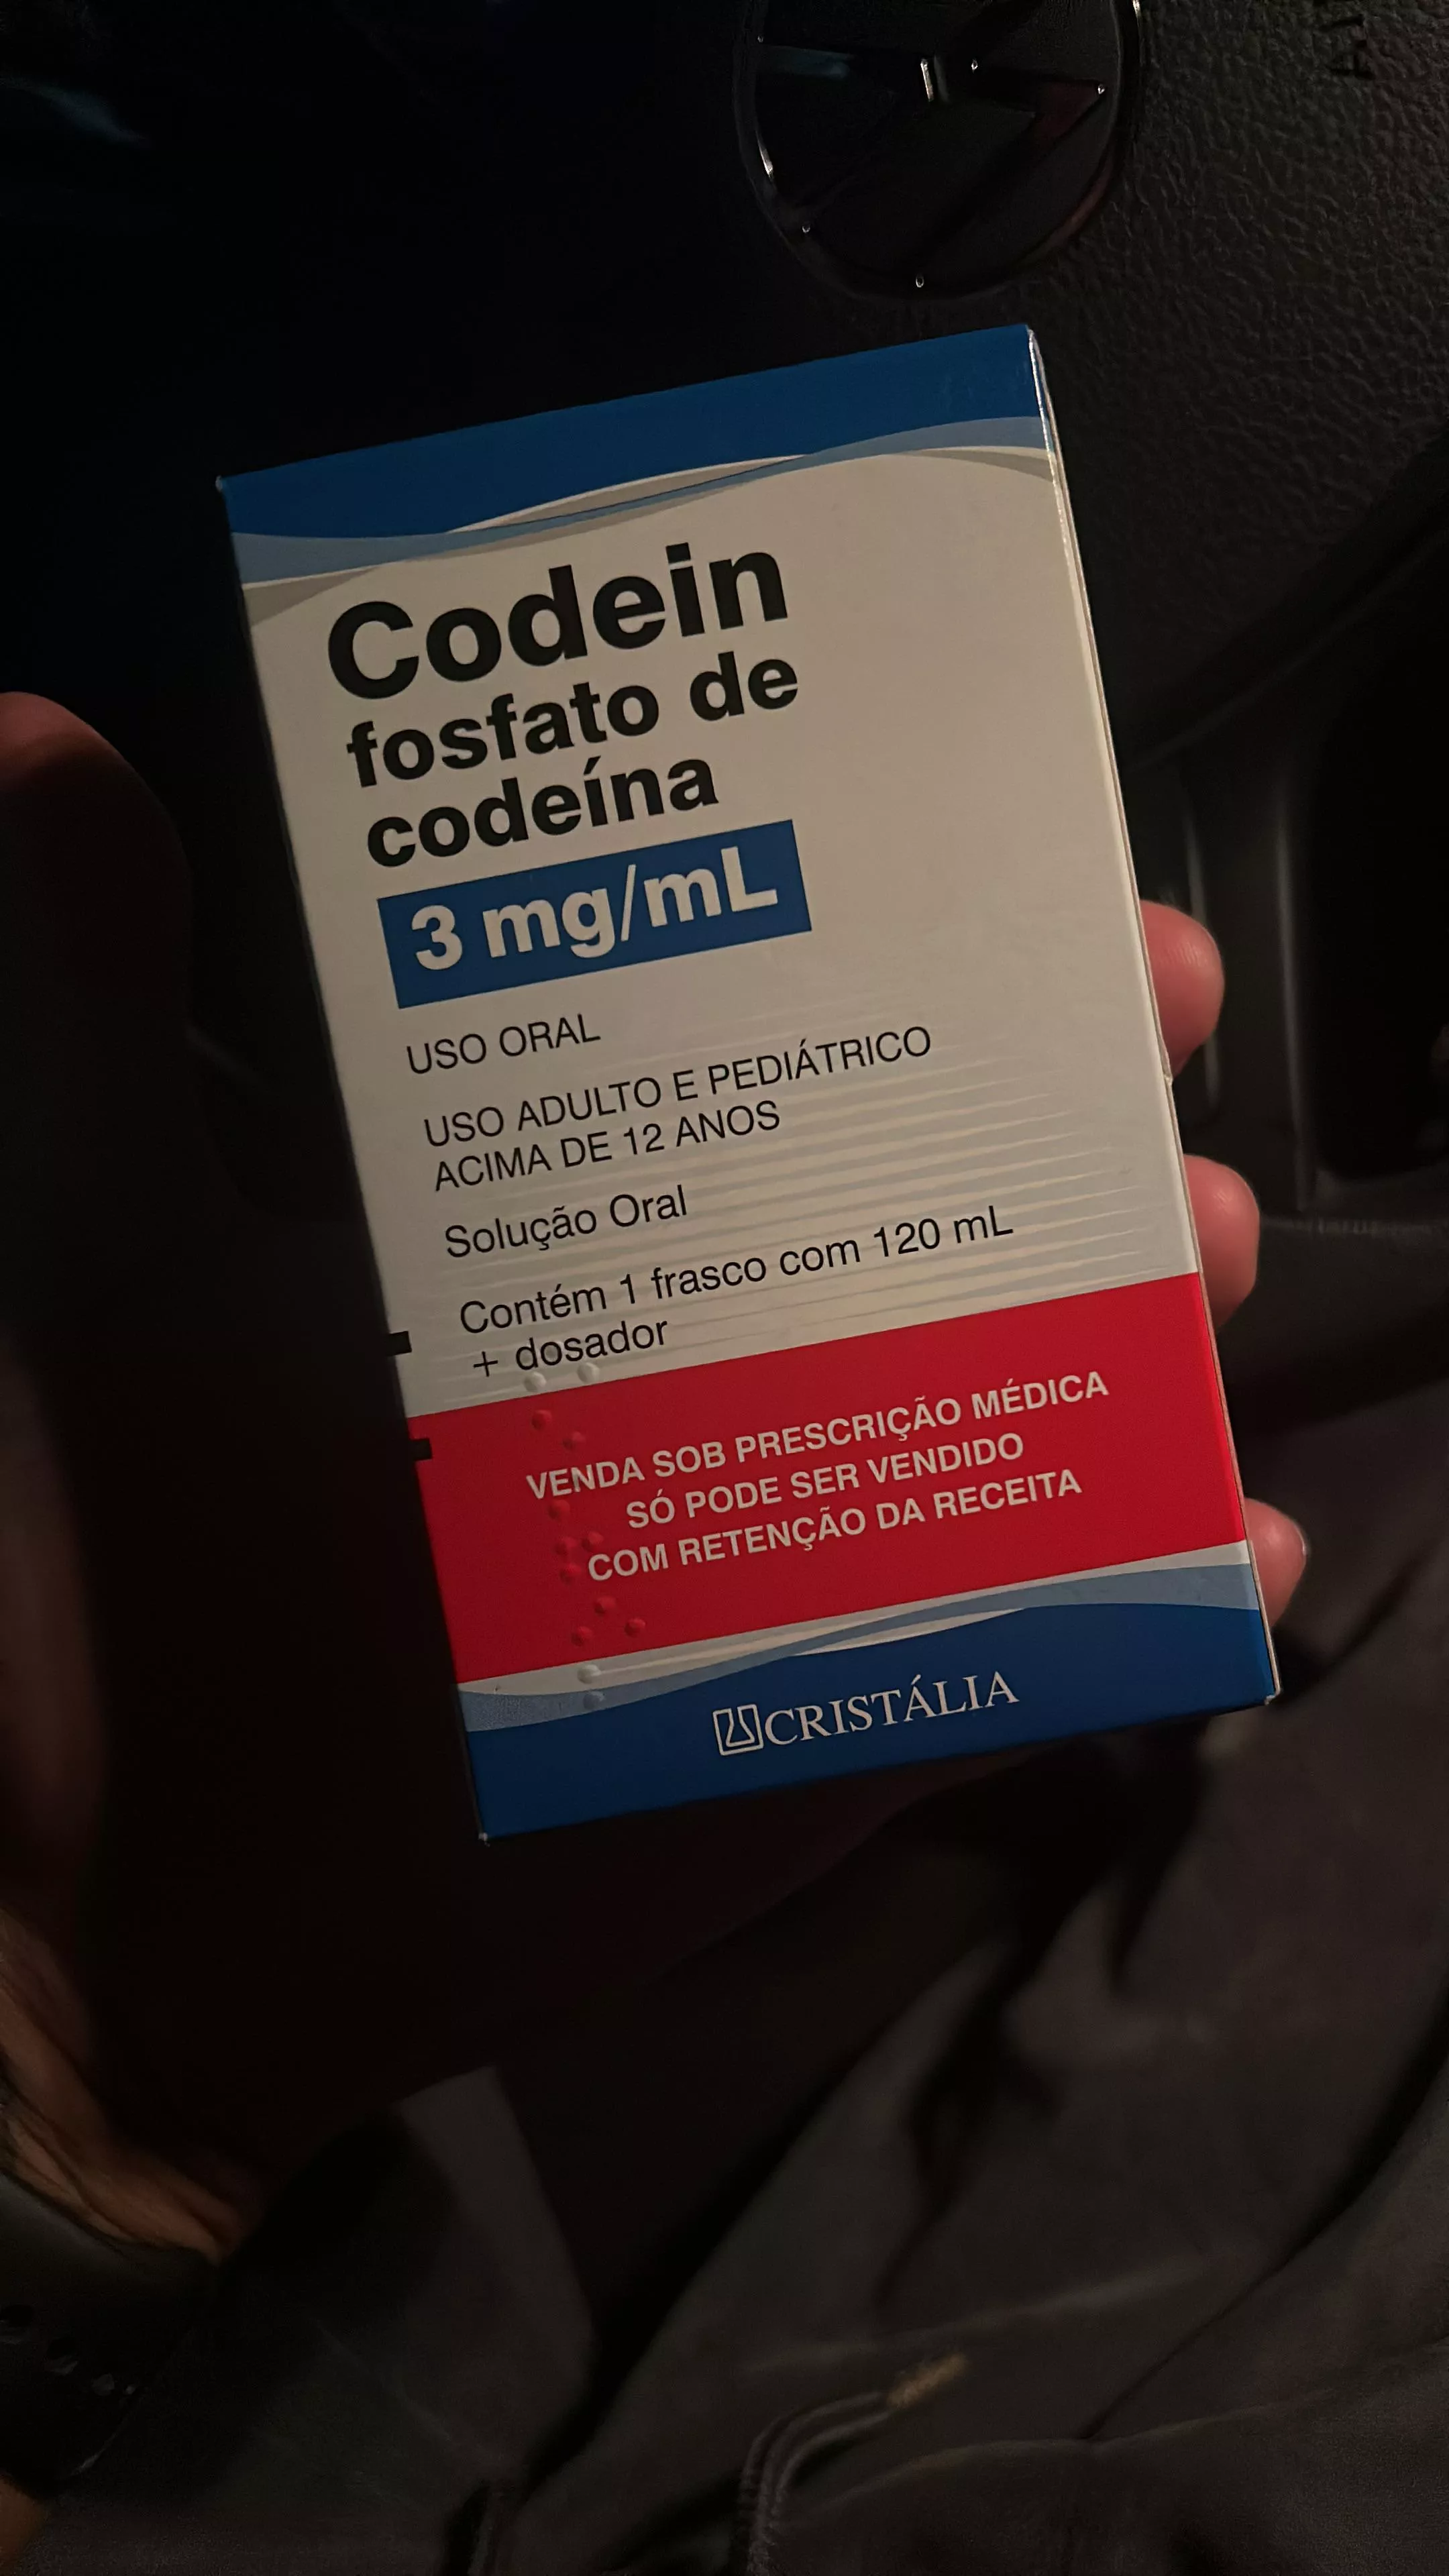 Codein
fosfato de
codeína
3 mg/mL
USO ORAL
USO ADULTO E PEDIÁTRICO
ACIMA DE 12 ANOS
Solução Oral
Contém 1 frasco com 120 mL
+ dosador
VENDA SOB PRESCRIÇÃO MÉDICA
SÓ PODE SER VENDIDO
COM RETENÇÃO DA RECEITA
CRISTÁLIA